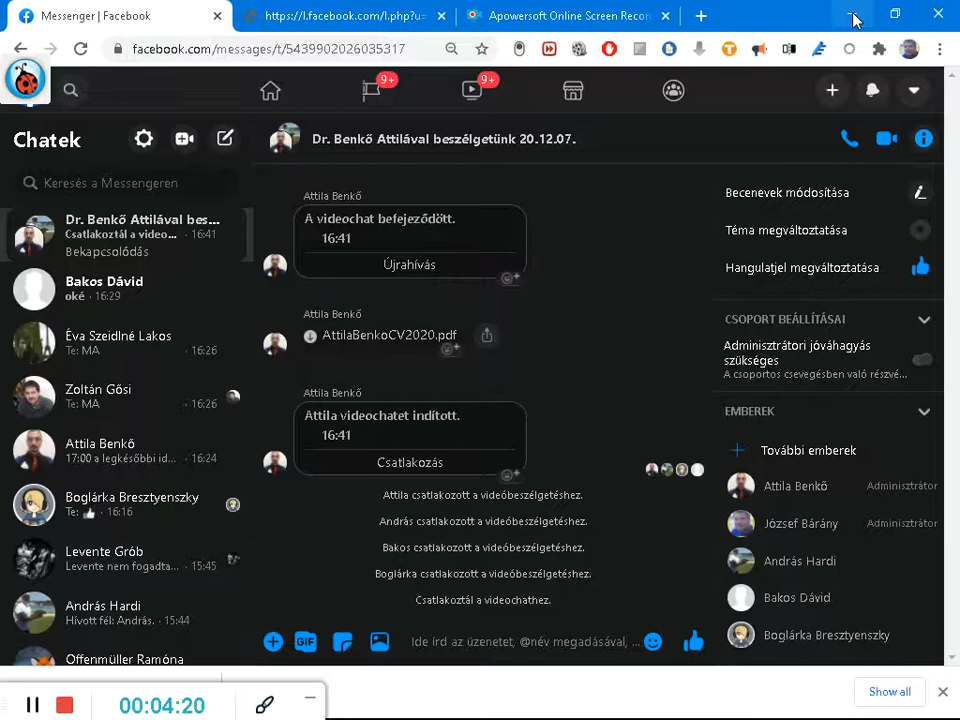 Messenger | Facebook
https://l.facebook.com/l.php?u=
Apowersoft Online Screen Recor
facebook.com/messages/t/5439902026035317
9+
9+
Chatek
Keresés a Messengeren
Dr. Benkő Attilával bes...
Csatlakoztál a video... · 16:41
Bekapcsolódás
Bakos Dávid
oké · 16:29
Éva Szeidlné Lakos
Te: MA · 16:26
Zoltán Gősi
Te: MA · 16:26
Attila Benkő
17:00 a legkésőbbi id... · 16:24
Boglárka Bresztyenszky
Te: 👍 · 16:16
Levente Grób
Levente nem fogadta... · 15:45
András Hardi
Hívott fél: András. · 15:44
Offenmüller Ramóna
Dr. Benkő Attilával beszélgetünk 20.12.07.
Attila Benkő
A videochat befejeződött.
16:41
Újrahívás
Attila Benkő
AttilaBenkoCV2020.pdf
Attila Benkő
Attila videochatet indított.
16:41
Csatlakozás
Attila csatlakozott a videóbeszélgetéshez.
András csatlakozott a videóbeszélgetéshez.
Bakos csatlakozott a videóbeszélgetéshez.
Boglárka csatlakozott a videóbeszélgetéshez.
Csatlakoztál a videochathez.
GIF
Ide írd az üzenetet, @név megadásával, ...
Becenevek módosítása
Téma megváltoztatása
Hangulatjel megváltoztatása
CSOPORT BEÁLLÍTÁSAI
Adminisztrátori jóváhagyás
szükséges
A csoportos csevegésben való részvé...
EMBEREK
További emberek
Attila Benkő Adminisztrátor
József Bárány Adminisztrátor
András Hardi
Bakos Dávid
Boglárka Bresztyenszky
00:04:20
Show all